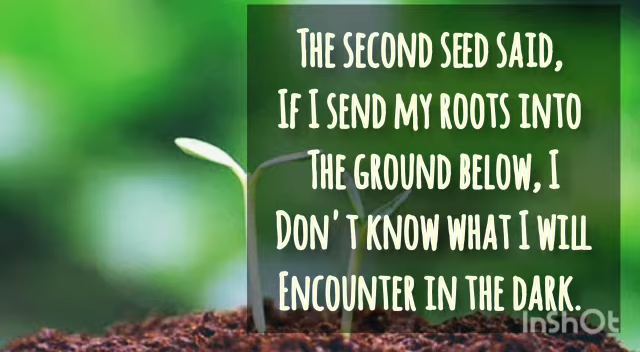 The second seed said,
If I send my roots into
The ground below, I
Don't know what I will
Encounter in the dark.
InShOt